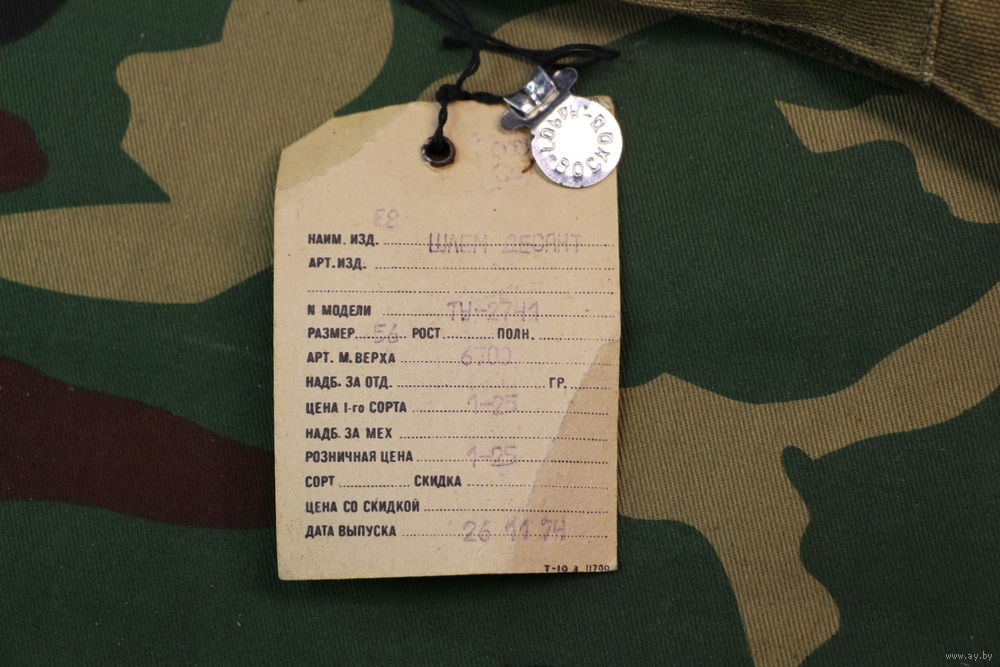 83
НАИМ. ИЗД. ШЛЕМ ДЕСАНТ
АРТ. ИЗД.
N МОДЕЛИ ТУ-2741
РАЗМЕР 56 РОСТ ПОЛН.
АРТ. М. ВЕРХА 6700
НАДБ. ЗА ОТД. ГР.
ЦЕНА I-го СОРТА 1-25
НАДБ. ЗА МЕХ
РОЗНИЧНАЯ ЦЕНА 1-25
СОРТ СКИДКА
ЦЕНА СО СКИДКОЙ
ДАТА ВЫПУСКА 26 11 74
www.ay.by